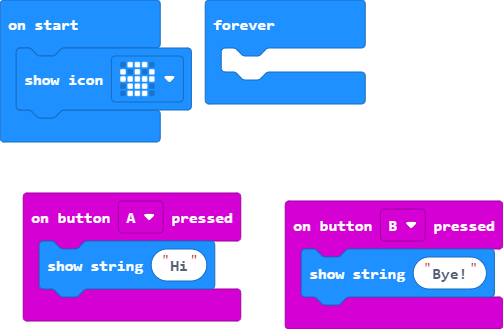 on start
show icon
forever
on button A pressed
show string "Hi"
on button B pressed
show string "Bye!"